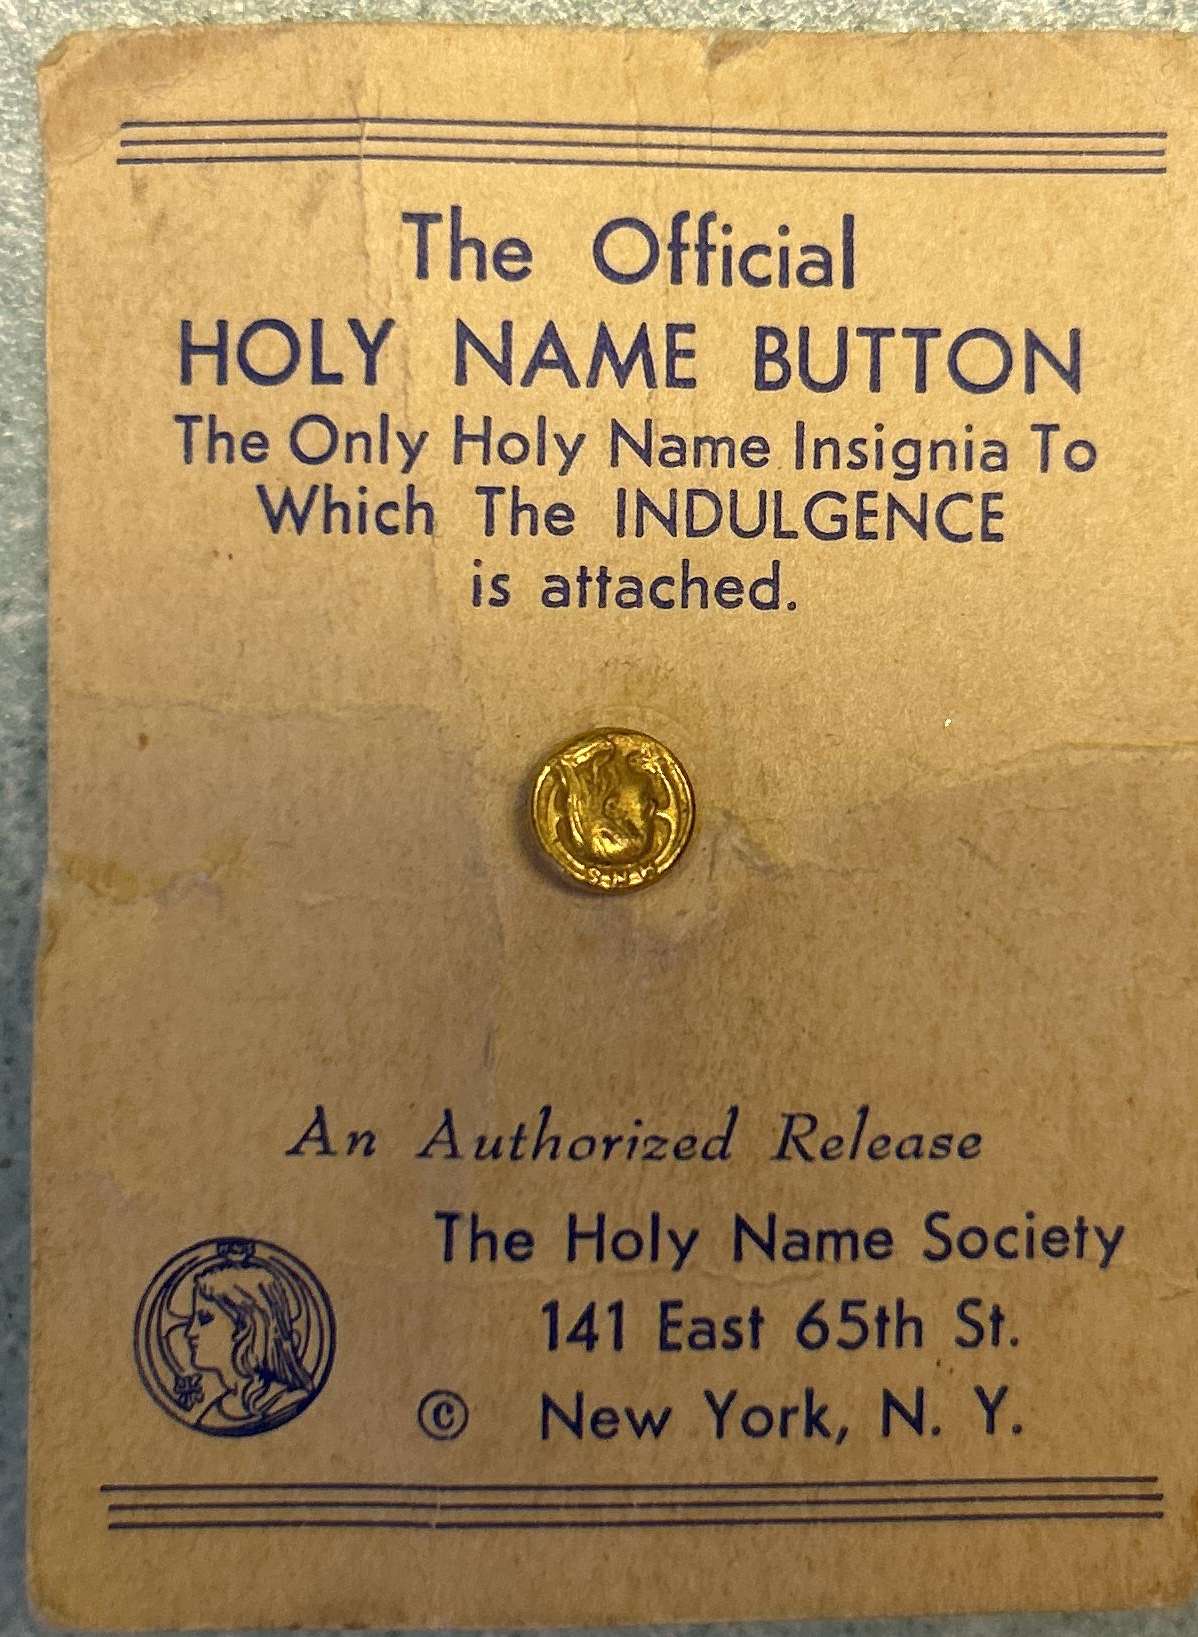 The Official
HOLY NAME BUTTON
The Only Holy Name Insignia To
Which The INDULGENCE
is attached.
An Authorized Release
The Holy Name Society
141 East 65th St.
© New York, N. Y.